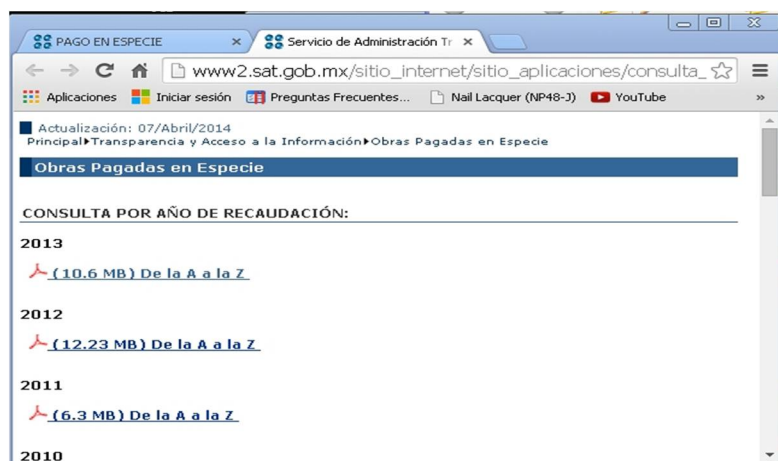 PAGO EN ESPECIE
Servicio de Administración Tr
www2.sat.gob.mx/sitio_internet/sitio_aplicaciones/consulta_
Aplicaciones Iniciar sesión Preguntas Frecuentes... Nail Lacquer (NP48-J) YouTube »
Actualización: 07/Abril/2014
Principal▸Transparencia y Acceso a la Información▸Obras Pagadas en Especie
Obras Pagadas en Especie
CONSULTA POR AÑO DE RECAUDACIÓN:
2013
(10.6 MB) De la A a la Z
2012
(12.23 MB) De la A a la Z
2011
(6.3 MB) De la A a la Z
2010